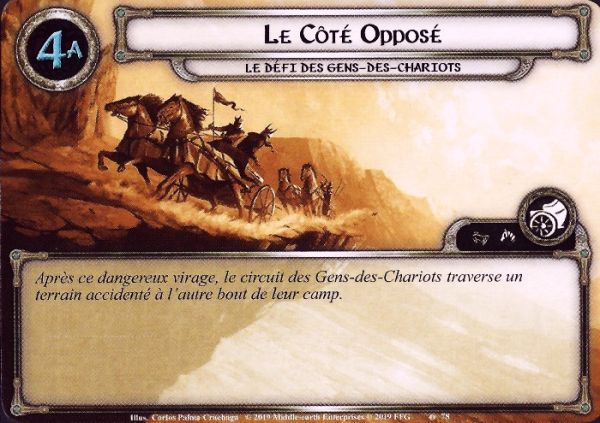 4A
Le Côté Opposé
Le Défi des Gens-des-Chariots
Après ce dangereux virage, le circuit des Gens-des-Chariots traverse un
terrain accidenté à l'autre bout de leur camp.
Illus. Carlos Palma Cruchaga © 2019 Middle-earth Enterprises © 2019 FFG 78